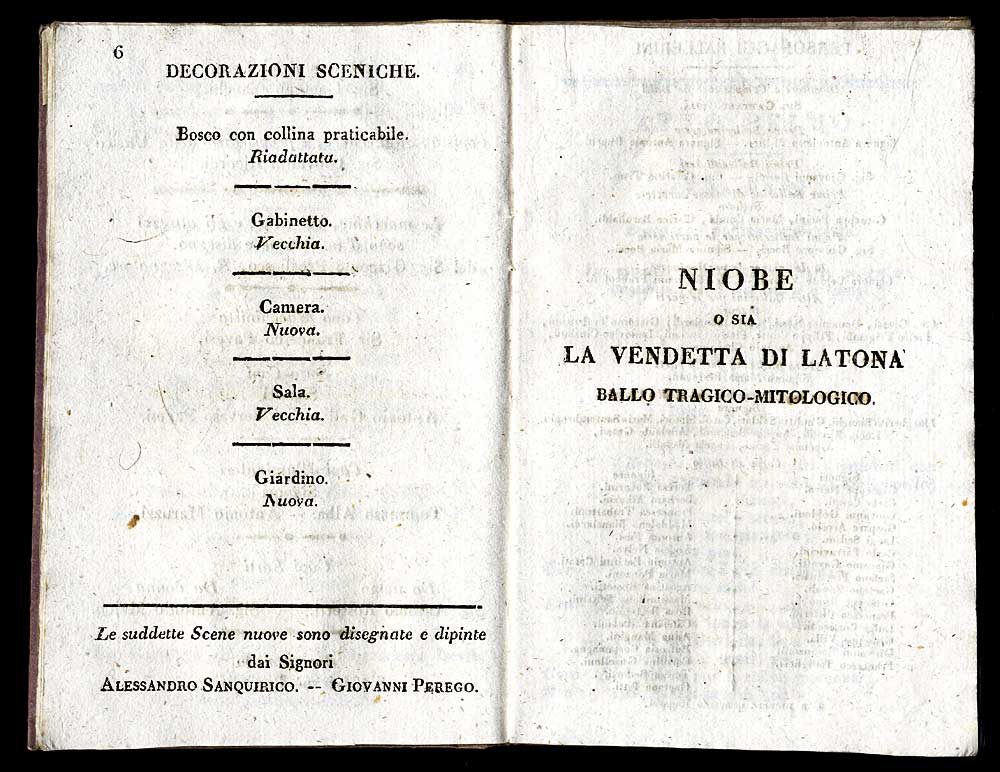 6
DECORAZIONI SCENICHE.
Bosco con collina praticabile.
Riadattata.
Gabinetto.
Vecchia.
Camera.
Nuova.
Sala.
Vecchia.
Giardino.
Nuova.
Le suddette Scene nuove sono disegnate e dipinte
dai Signori
ALESSANDRO SANQUIRICO. -- GIOVANNI PEREGO.
NIOBE
O SIA
LA VENDETTA DI LATONA
BALLO TRAGICO-MITOLOGICO.